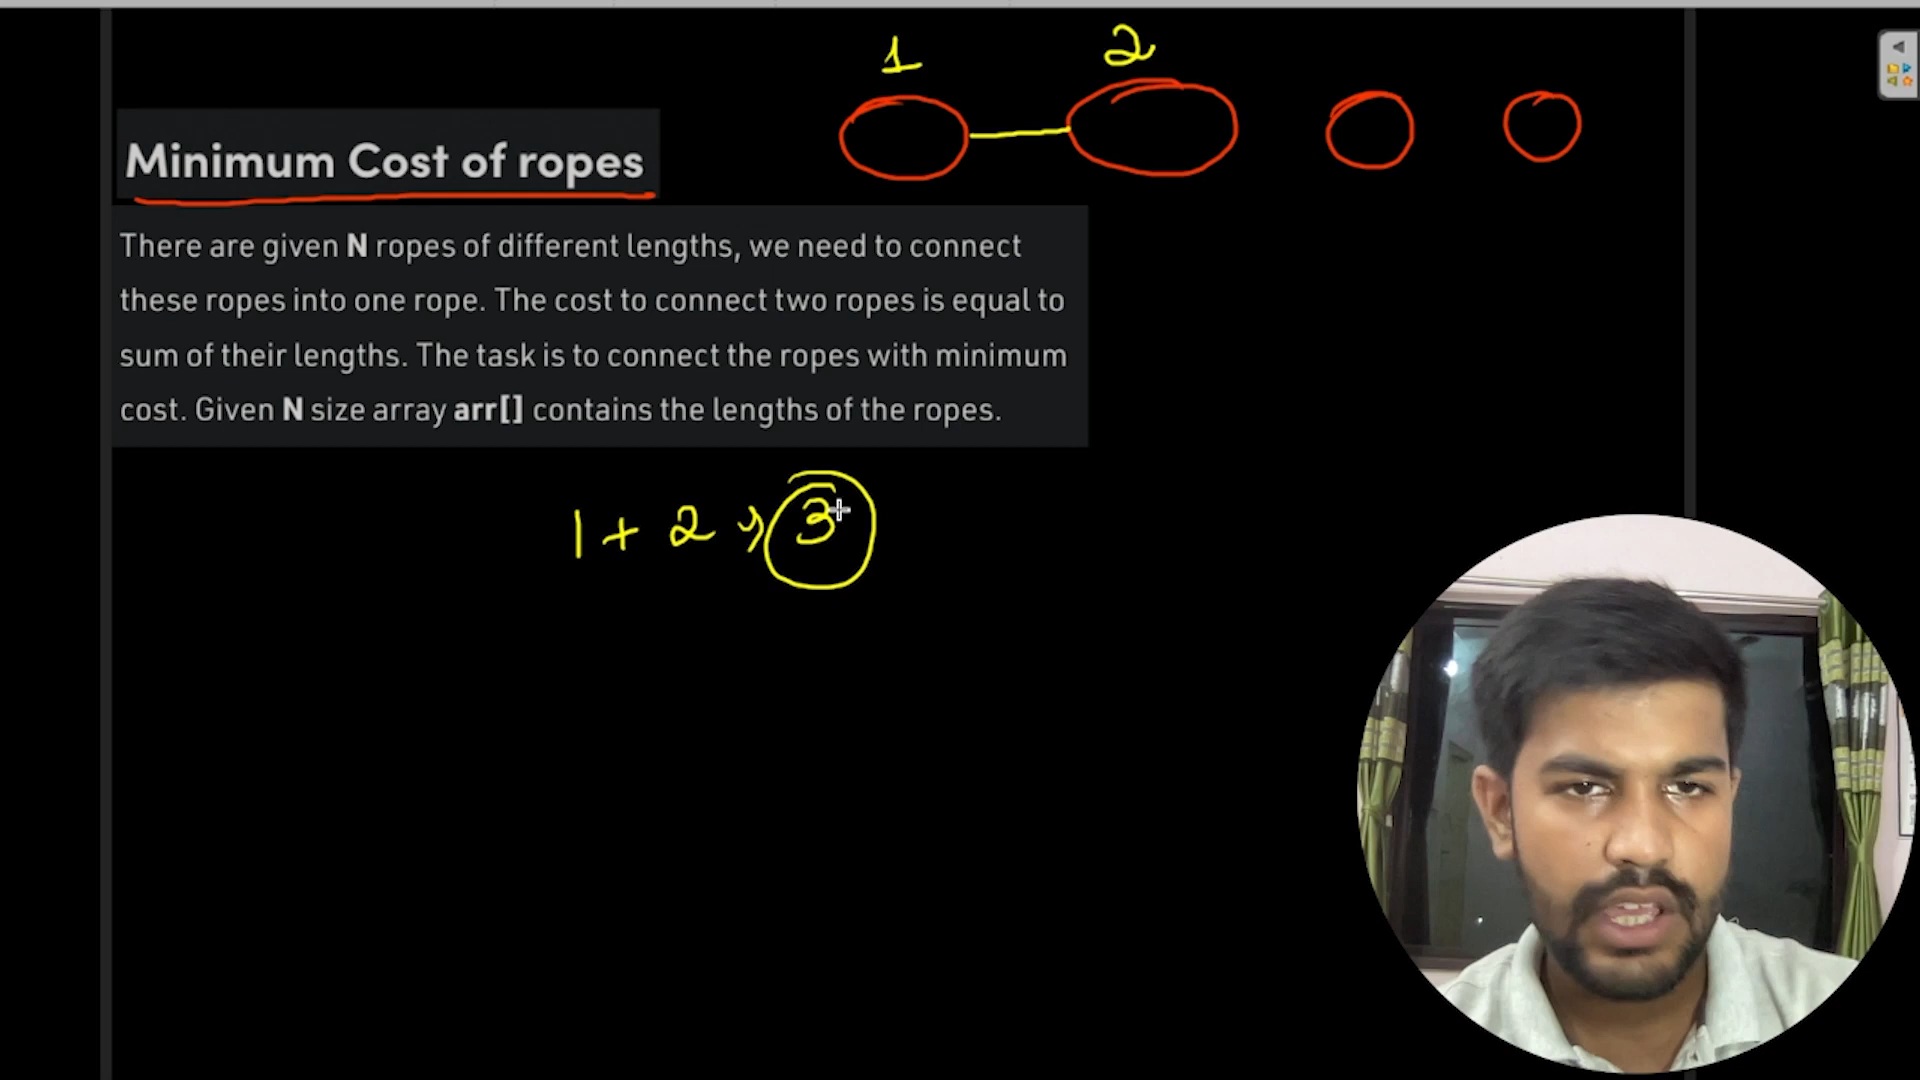 1 2
Minimum Cost of ropes
There are given N ropes of different lengths, we need to connect
these ropes into one rope. The cost to connect two ropes is equal to
sum of their lengths. The task is to connect the ropes with minimum
cost. Given N size array arr[] contains the lengths of the ropes.
1 + 2 ⇒ 3